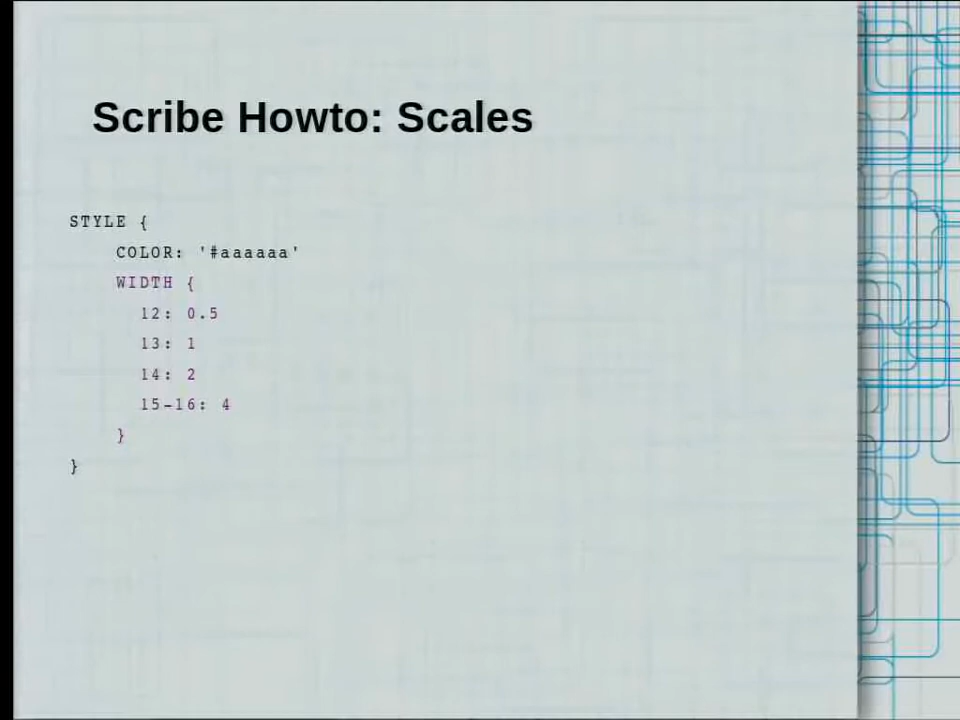 Scribe Howto: Scales
STYLE {
COLOR: '#aaaaaa'
WIDTH {
12: 0.5
13: 1
14: 2
15-16: 4
}
}